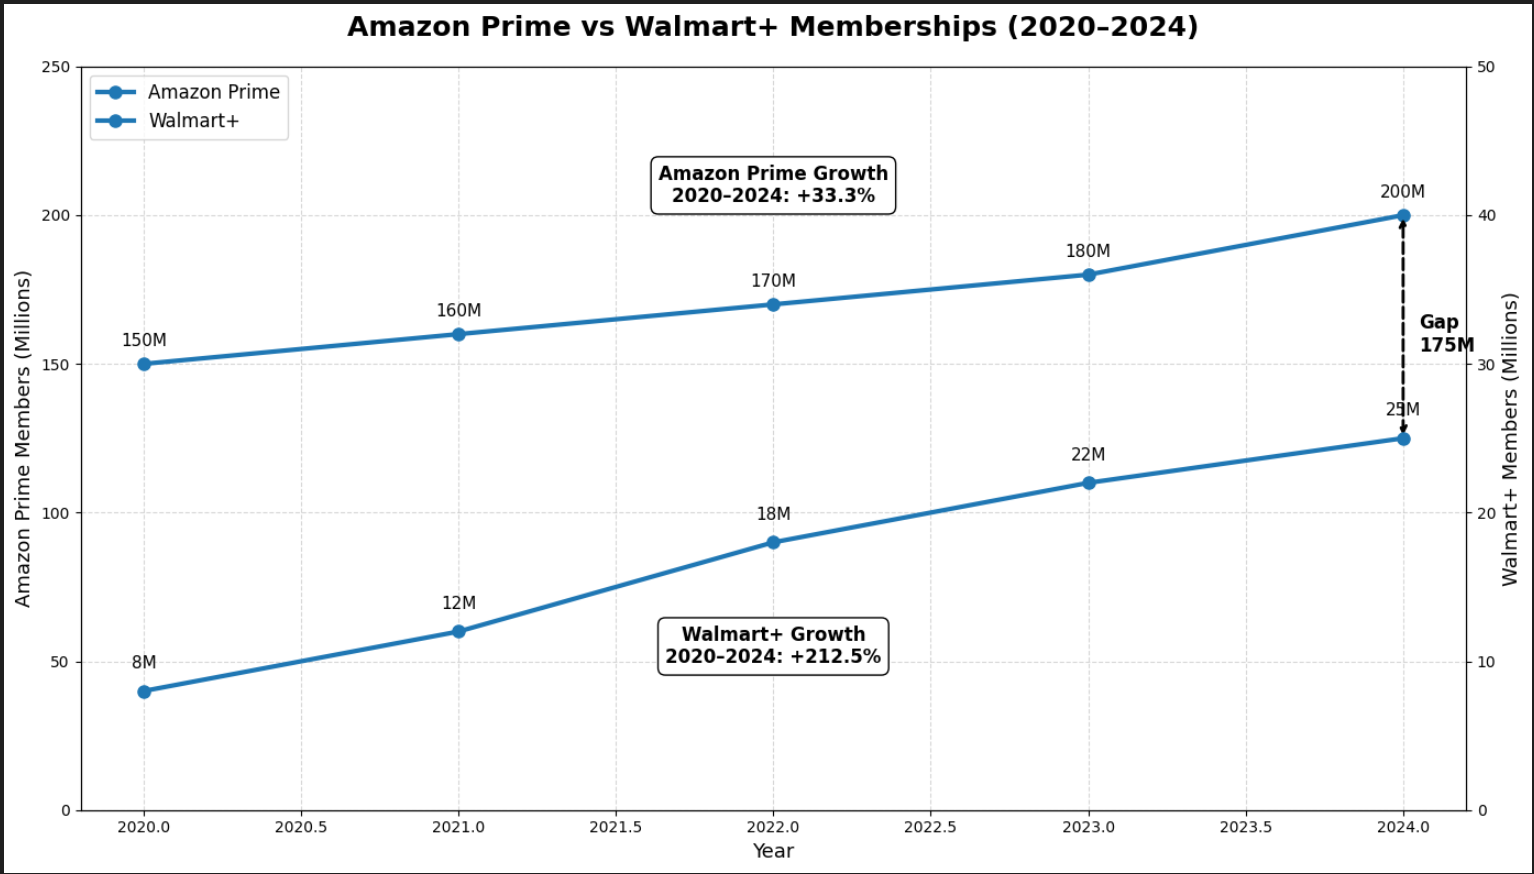 Amazon Prime vs Walmart+ Memberships (2020–2024)
250
200
150
100
50
0
Amazon Prime Members (Millions)
Amazon Prime
Walmart+
Amazon Prime Growth
2020–2024: +33.3%
150M
160M
170M
180M
200M
Gap
175M
8M
12M
18M
22M
25M
Walmart+ Growth
2020–2024: +212.5%
50
40
30
20
10
0
Walmart+ Members (Millions)
2020.0
2020.5
2021.0
2021.5
2022.0
2022.5
2023.0
2023.5
2024.0
Year